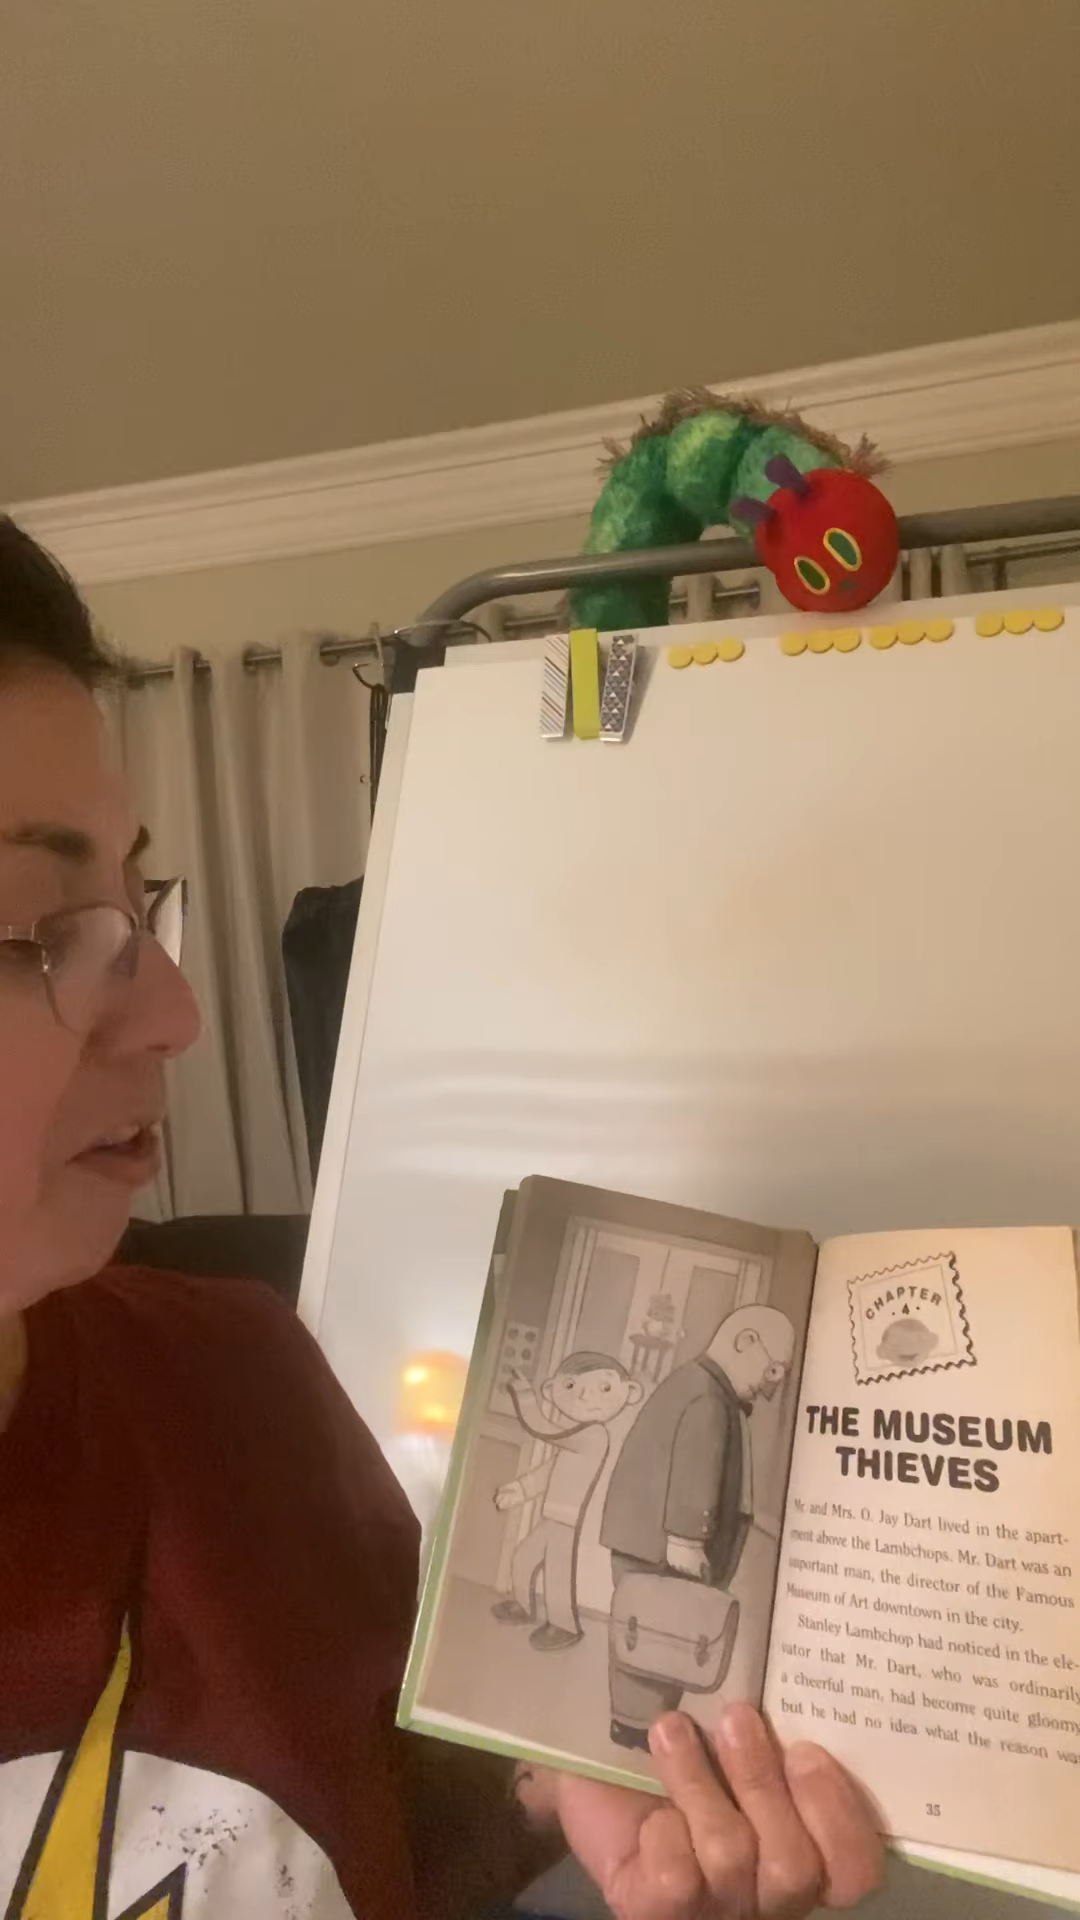 CHAPTER
· 4 ·
THE MUSEUM
THIEVES
Mr. and Mrs. O. Jay Dart lived in the apart-
ment above the Lambchops. Mr. Dart was an
important man, the director of the Famous
Museum of Art downtown in the city.
Stanley Lambchop had noticed in the ele-
vator that Mr. Dart, who was ordinarily
a cheerful man, had become quite gloomy
but he had no idea what the reason was
35